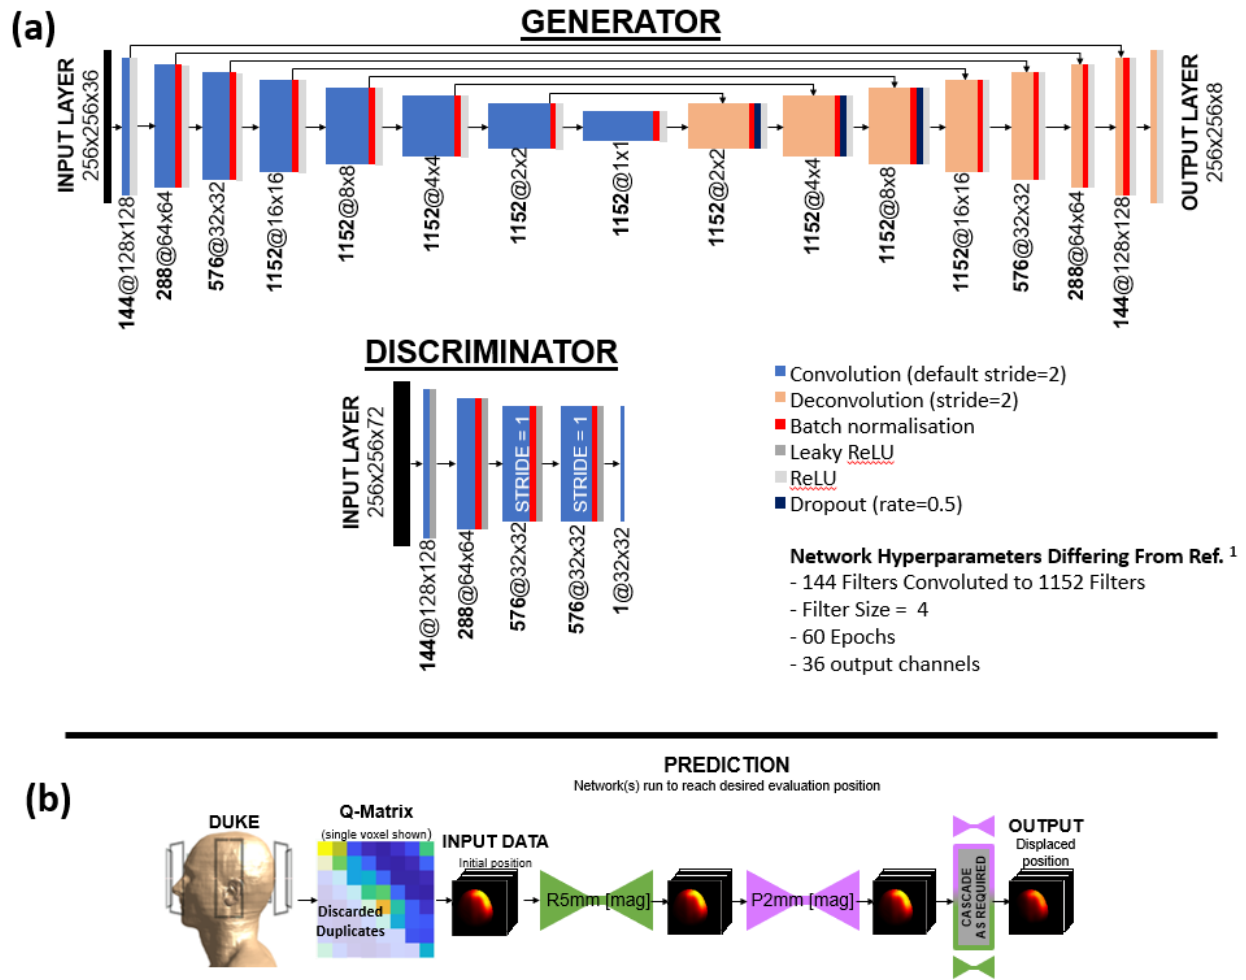 (a)
GENERATOR
INPUT LAYER
256x256x36
144@128x128
288@64x64
576@32x32
1152@16x16
1152@8x8
1152@4x4
1152@2x2
1152@1x1
1152@2x2
1152@4x4
1152@8x8
1152@16x16
576@32x32
288@64x64
144@128x128
OUTPUT LAYER
256x256x8
DISCRIMINATOR
INPUT LAYER
256x256x72
STRIDE = 1
STRIDE = 1
144@128x128
288@64x64
576@32x32
576@32x32
1@32x32
Convolution (default stride=2)
Deconvolution (stride=2)
Batch normalisation
Leaky ReLU
ReLU
Dropout (rate=0.5)
Network Hyperparameters Differing From Ref. 1
- 144 Filters Convoluted to 1152 Filters
- Filter Size = 4
- 60 Epochs
- 36 output channels
(b)
PREDICTION
Network(s) run to reach desired evaluation position
DUKE
Q-Matrix
(single voxel shown)
Discarded
Duplicates
INPUT DATA
Initial position
R5mm [mag]
P2mm [mag]
CASCADE
AS REQUIRED
OUTPUT
Displaced
position